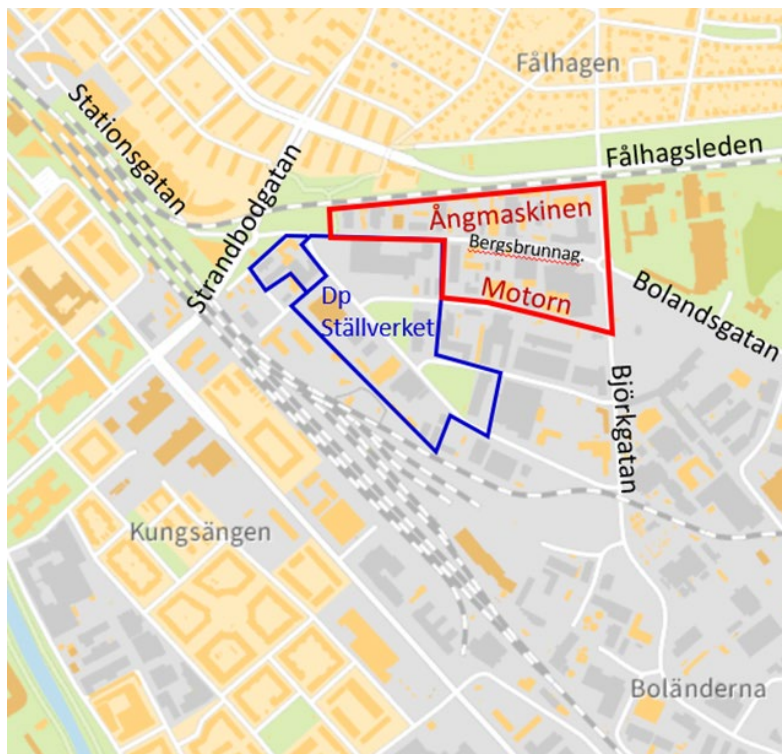 Fålhagen
Stationsgatan
Fålhagsleden
Strandbodgatan
Ångmaskinen
Bergsbrunnag.
Motorn
Bolandsgatan
Dp
Ställverket
Björkgatan
Kungsängen
Boländerna